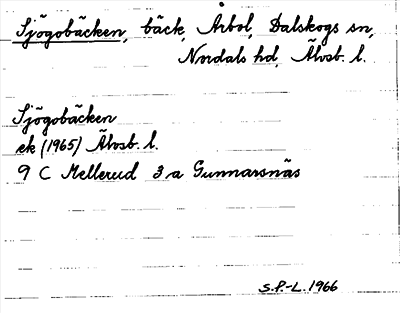 Sjögobäcken, bäck, Årbol, Dalskogs sn,
Nordals hd, Älvsb. l.
Sjögobäcken
ek (1965) Älvsb. l.
9 C Mellerud 3 a Gunnarsnäs
S.P.-L. 1966